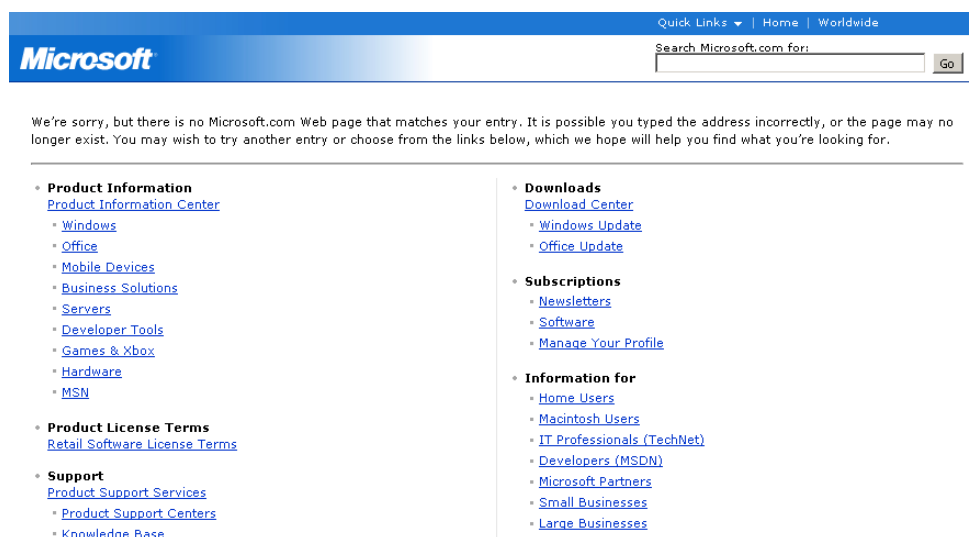 Quick Links | Home | Worldwide
Microsoft
Search Microsoft.com for:
Go
We're sorry, but there is no Microsoft.com Web page that matches your entry. It is possible you typed the address incorrectly, or the page may no
longer exist. You may wish to try another entry or choose from the links below, which we hope will help you find what you're looking for.
Product Information
Product Information Center
Windows
Office
Mobile Devices
Business Solutions
Servers
Developer Tools
Games & Xbox
Hardware
MSN
Product License Terms
Retail Software License Terms
Support
Product Support Services
Product Support Centers
Knowledge Base
Downloads
Download Center
Windows Update
Office Update
Subscriptions
Newsletters
Software
Manage Your Profile
Information for
Home Users
Macintosh Users
IT Professionals (TechNet)
Developers (MSDN)
Microsoft Partners
Small Businesses
Large Businesses